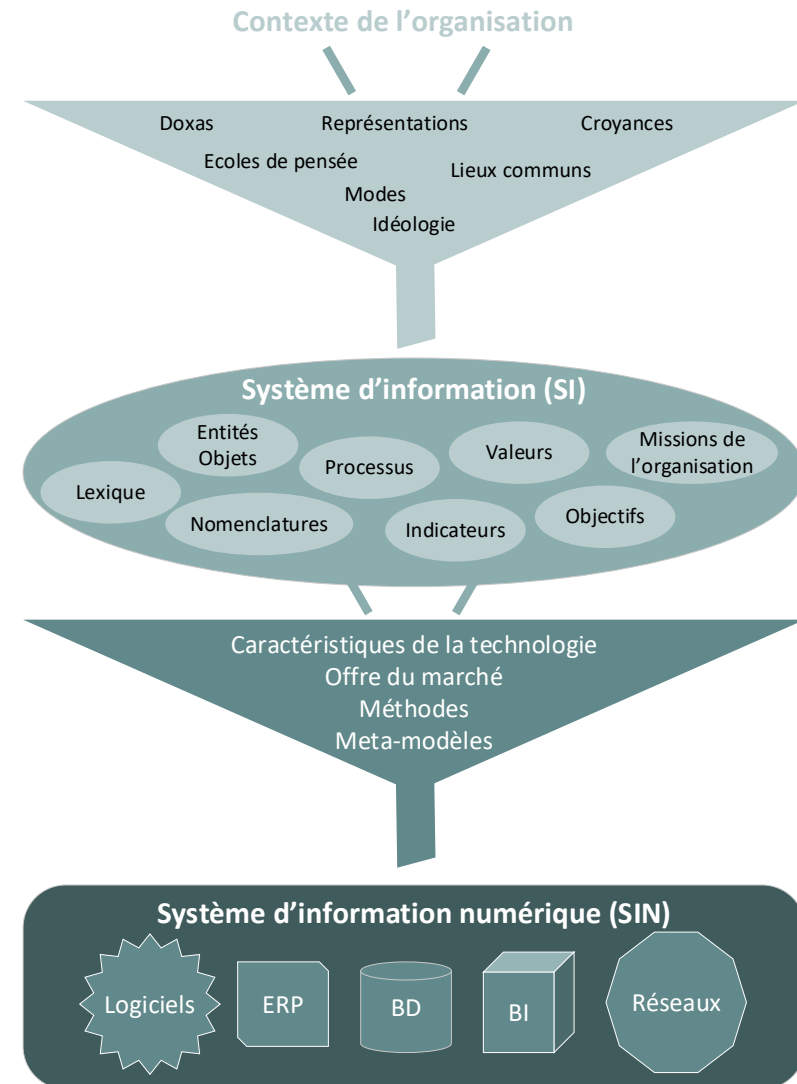 Contexte de l’organisation
Doxas
Représentations
Croyances
Ecoles de pensée
Lieux communs
Modes
Idéologie
Système d’information (SI)
Entités
Objets
Processus
Valeurs
Missions de
l’organisation
Lexique
Nomenclatures
Indicateurs
Objectifs
Caractéristiques de la technologie
Offre du marché
Méthodes
Meta-modèles
Système d’information numérique (SIN)
Logiciels
ERP
BD
BI
Réseaux